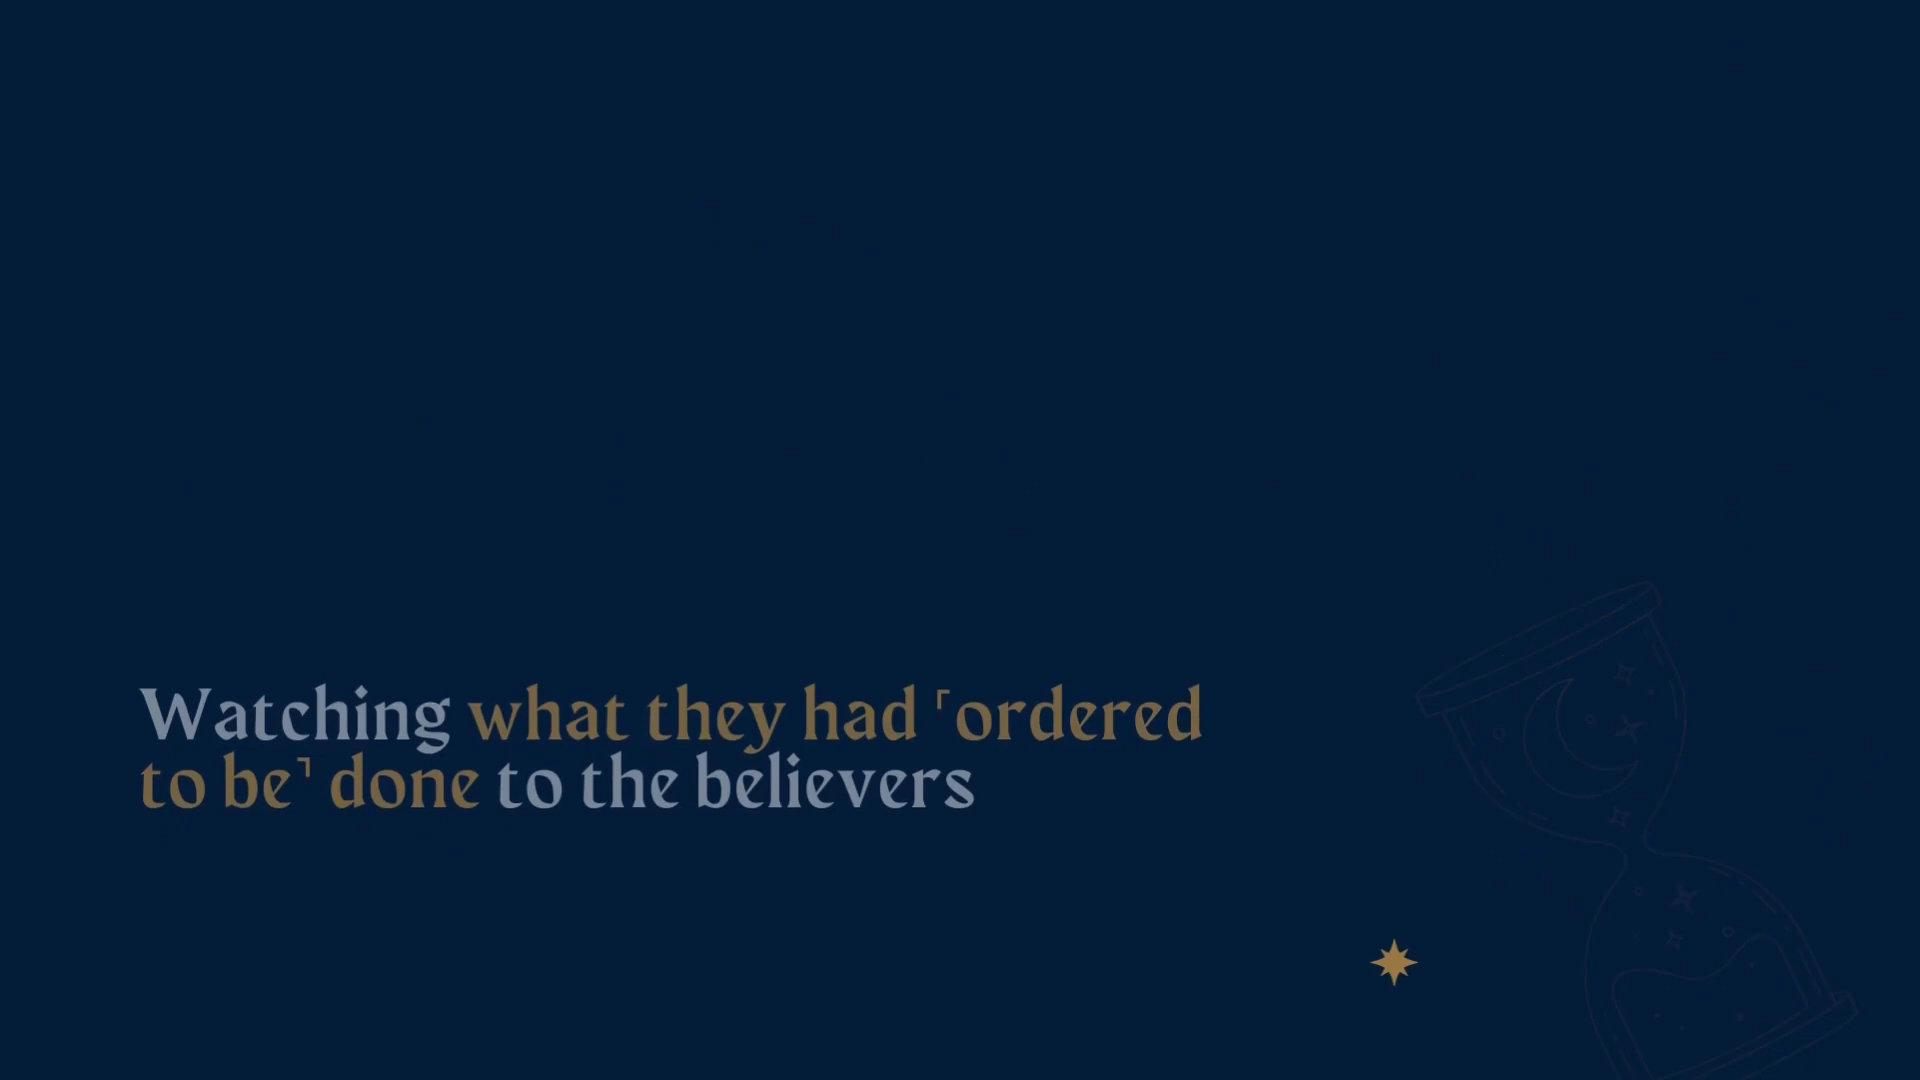 Watching what they had ⸢ordered
to be⸣ done to the believers